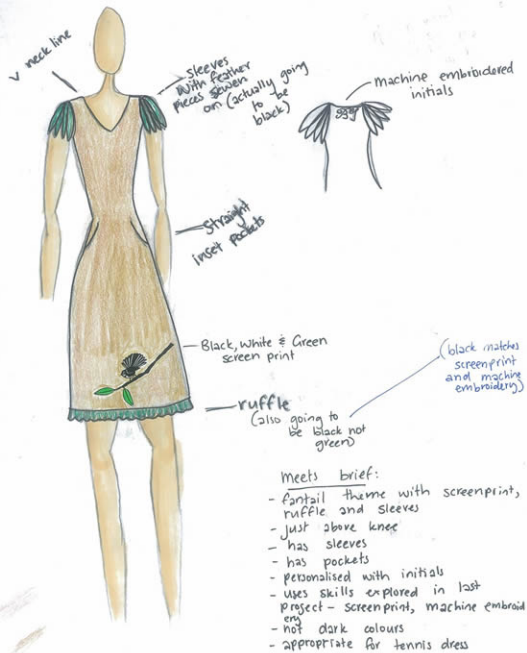 v neck line
sleeves
with feather
pieces sewen
on (actually going
to be
black)
machine embroidered
initials
straight
inset pockets
Black, White & Green
screen print
(black matches
screenprint
and machine
embroidery)
ruffle
(also going to
be black not
green)
meets brief:
- fantail theme with screenprint,
ruffle and sleeves
- just above knee
- has sleeves
- has pockets
- personalised with initials
- uses skills explored in last
project - screenprint, machine embroid
ery
- not dark colours
- appropriate for tennis dress